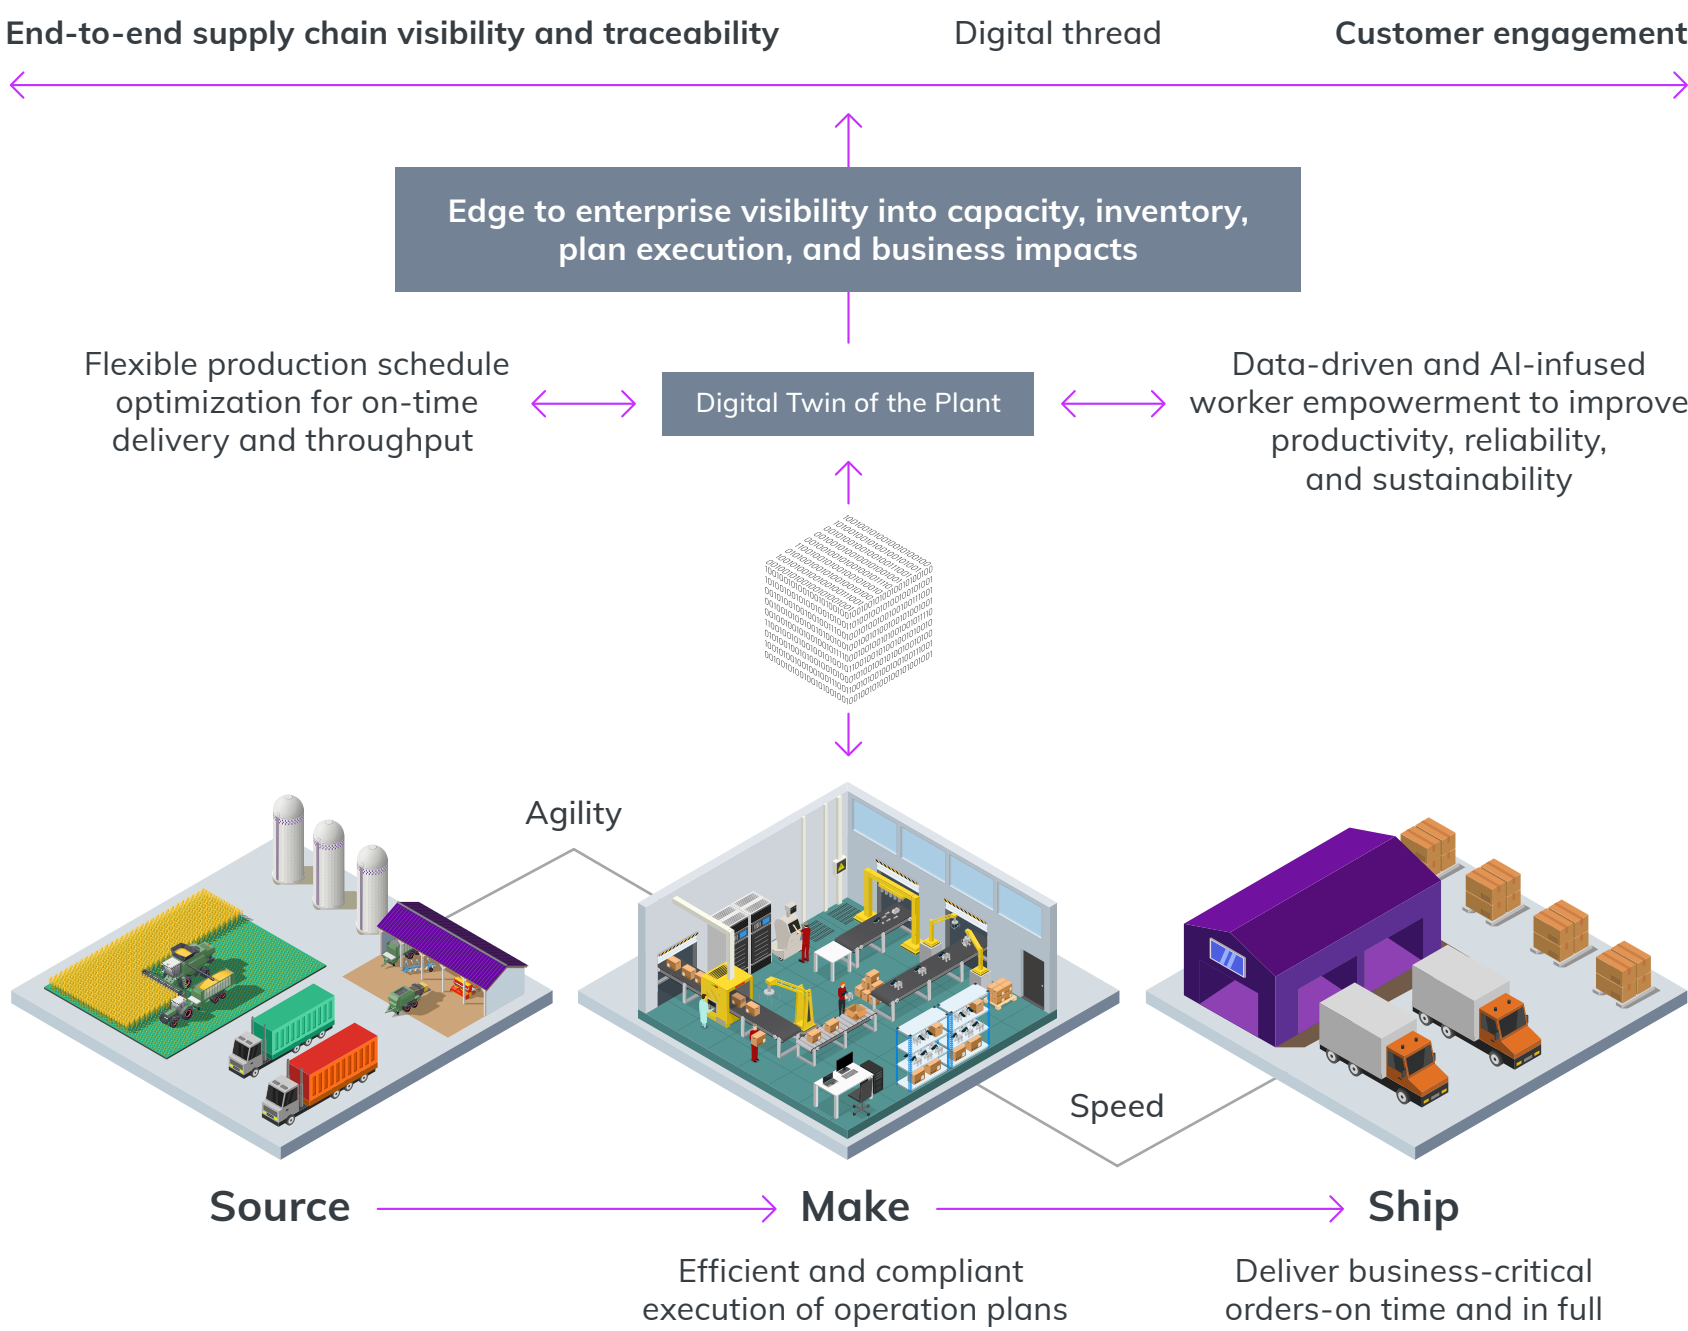 End-to-end supply chain visibility and traceability
Digital thread
Customer engagement
Edge to enterprise visibility into capacity, inventory,
plan execution, and business impacts
Flexible production schedule
optimization for on-time
delivery and throughput
Digital Twin of the Plant
Data-driven and AI-infused
worker empowerment to improve
productivity, reliability,
and sustainability
Agility
Speed
Source
Make
Ship
Efficient and compliant
execution of operation plans
Deliver business-critical
orders-on time and in full